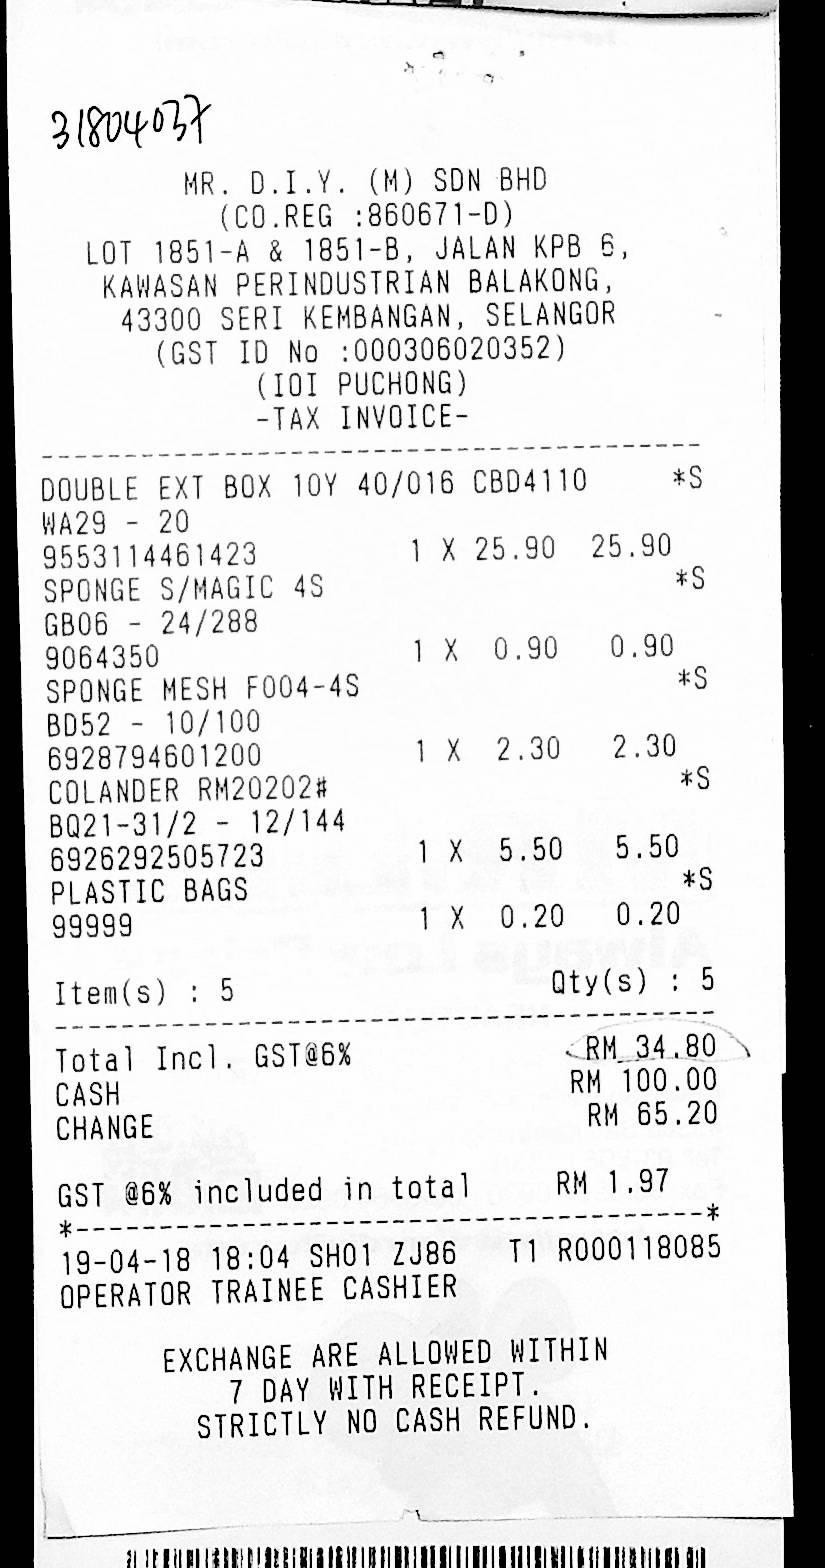 31804037
MR. D.I.Y. (M) SDN BHD
(CO.REG :860671-D)
LOT 1851-A & 1851-B, JALAN KPB 6,
KAWASAN PERINDUSTRIAN BALAKONG,
43300 SERI KEMBANGAN, SELANGOR
(GST ID No :000306020352)
(IOI PUCHONG)
-TAX INVOICE-
DOUBLE EXT BOX 10Y 40/016 CBD4110 *S
WA29 - 20
9553114461423 1 X 25.90 25.90
SPONGE S/MAGIC 4S *S
GB06 - 24/288
9064350 1 X 0.90 0.90
SPONGE MESH F004-4S *S
BD52 - 10/100
6928794601200 1 X 2.30 2.30
COLANDER RM20202# *S
BQ21-31/2 - 12/144
6926292505723 1 X 5.50 5.50
PLASTIC BAGS *S
99999 1 X 0.20 0.20
Item(s) : 5 Qty(s) : 5
Total Incl. GST@6% RM 34.80
CASH RM 100.00
CHANGE RM 65.20
GST @6% included in total RM 1.97
*--------------------------------------*
19-04-18 18:04 SH01 ZJ86 T1 R000118085
OPERATOR TRAINEE CASHIER
EXCHANGE ARE ALLOWED WITHIN
7 DAY WITH RECEIPT.
STRICTLY NO CASH REFUND.